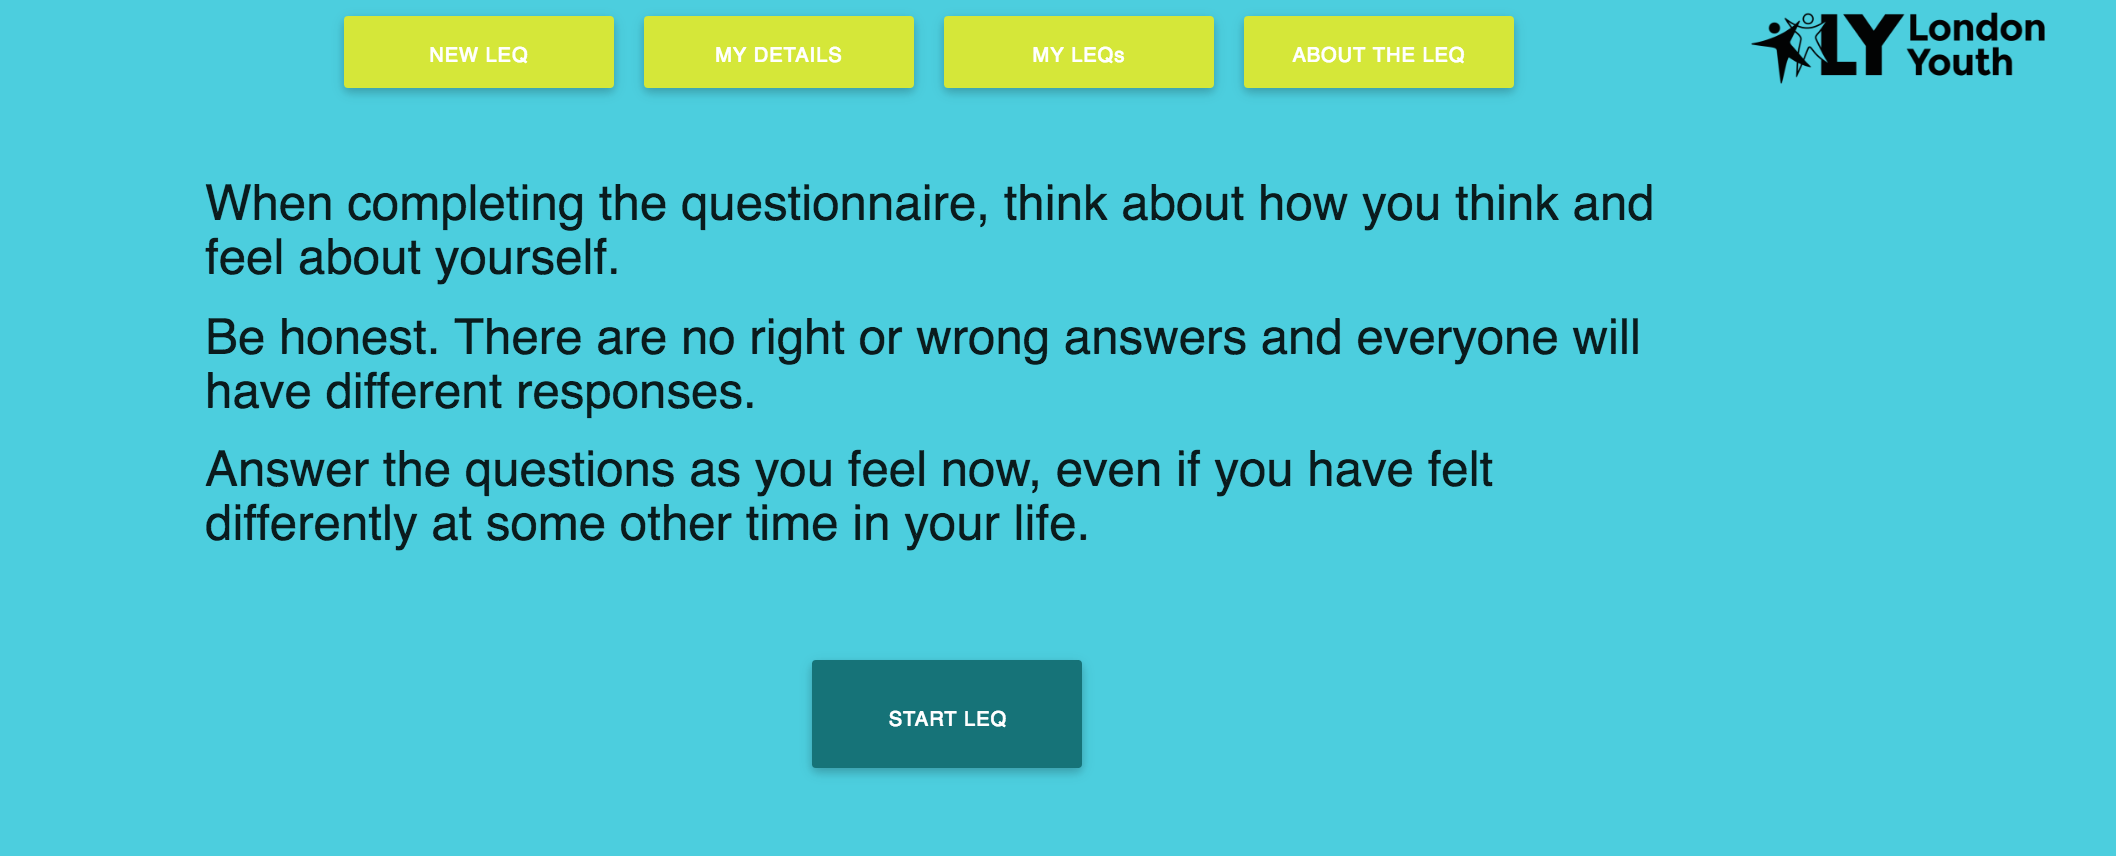 NEW LEQ
MY DETAILS
MY LEQs
ABOUT THE LEQ
LY London
Youth
When completing the questionnaire, think about how you think and
feel about yourself.
Be honest. There are no right or wrong answers and everyone will
have different responses.
Answer the questions as you feel now, even if you have felt
differently at some other time in your life.
START LEQ